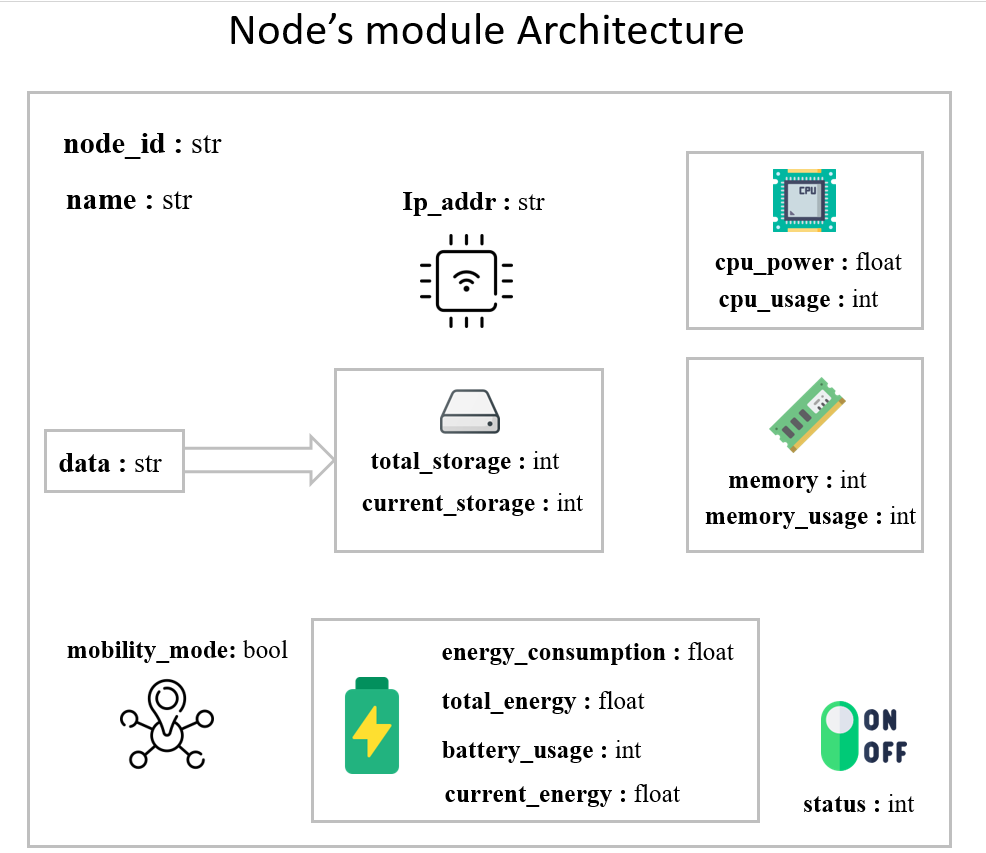 Node's module Architecture
node_id : str
name : str
Ip_addr : str
CPU
cpu_power : float
cpu_usage : int
data : str
total_storage : int
current_storage : int
memory : int
memory_usage : int
mobility_mode: bool
energy_consumption : float
total_energy : float
battery_usage : int
current_energy : float
ON
OFF
status : int